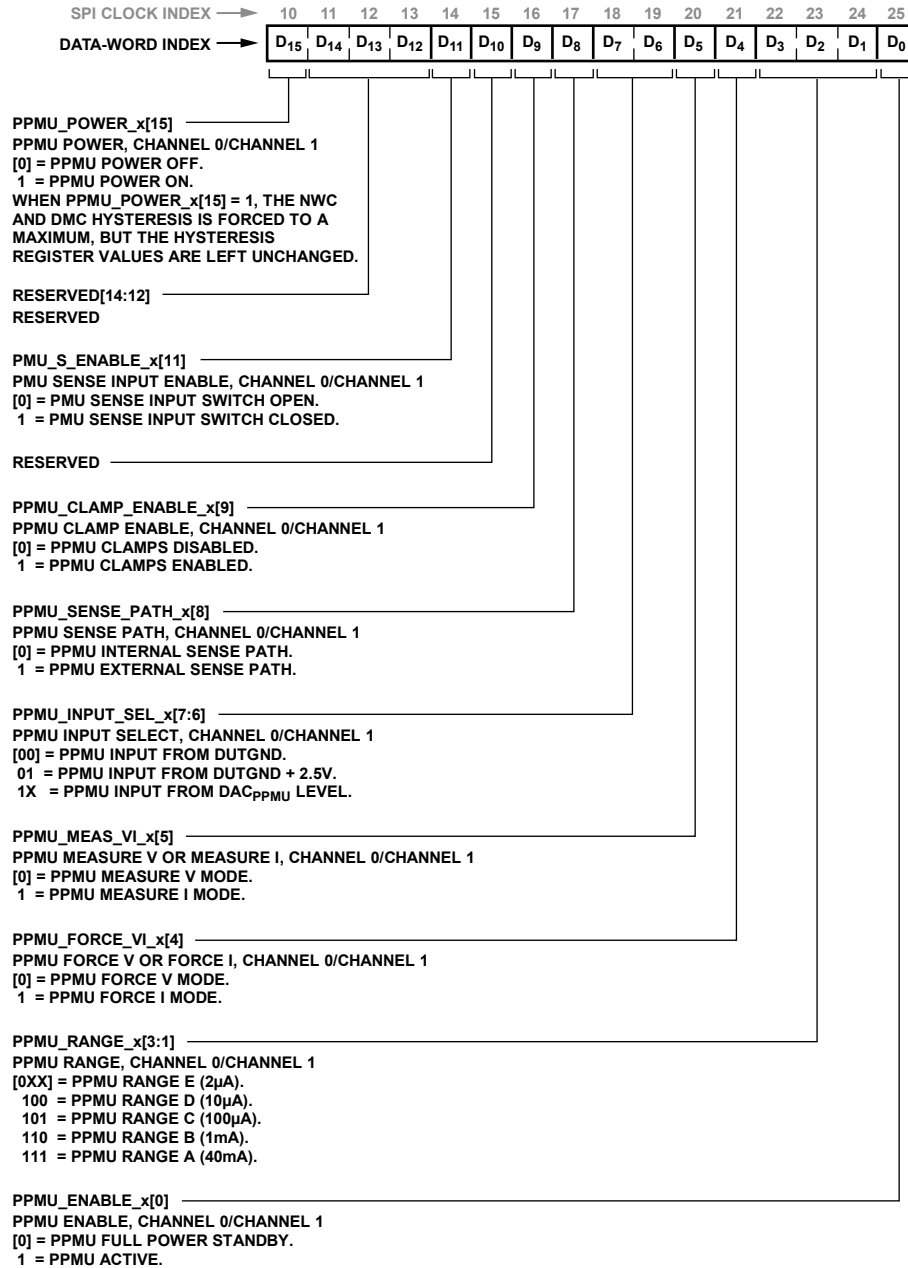 SPI CLOCK INDEX 10 11 12 13 14 15 16 17 18 19 20 21 22 23 24 25
DATA-WORD INDEX D15 D14 D13 D12 D11 D10 D9 D8 D7 D6 D5 D4 D3 D2 D1 D0
PPMU_POWER_x[15]
PPMU POWER, CHANNEL 0/CHANNEL 1
[0] = PPMU POWER OFF.
1 = PPMU POWER ON.
WHEN PPMU_POWER_x[15] = 1, THE NWC
AND DMC HYSTERESIS IS FORCED TO A
MAXIMUM, BUT THE HYSTERESIS
REGISTER VALUES ARE LEFT UNCHANGED.
RESERVED[14:12]
RESERVED
PMU_S_ENABLE_x[11]
PMU SENSE INPUT ENABLE, CHANNEL 0/CHANNEL 1
[0] = PMU SENSE INPUT SWITCH OPEN.
1 = PMU SENSE INPUT SWITCH CLOSED.
RESERVED
PPMU_CLAMP_ENABLE_x[9]
PPMU CLAMP ENABLE, CHANNEL 0/CHANNEL 1
[0] = PPMU CLAMPS DISABLED.
1 = PPMU CLAMPS ENABLED.
PPMU_SENSE_PATH_x[8]
PPMU SENSE PATH, CHANNEL 0/CHANNEL 1
[0] = PPMU INTERNAL SENSE PATH.
1 = PPMU EXTERNAL SENSE PATH.
PPMU_INPUT_SEL_x[7:6]
PPMU INPUT SELECT, CHANNEL 0/CHANNEL 1
[00] = PPMU INPUT FROM DUTGND.
01 = PPMU INPUT FROM DUTGND + 2.5V.
1X = PPMU INPUT FROM DACPPMU LEVEL.
PPMU_MEAS_VI_x[5]
PPMU MEASURE V OR MEASURE I, CHANNEL 0/CHANNEL 1
[0] = PPMU MEASURE V MODE.
1 = PPMU MEASURE I MODE.
PPMU_FORCE_VI_x[4]
PPMU FORCE V OR FORCE I, CHANNEL 0/CHANNEL 1
[0] = PPMU FORCE V MODE.
1 = PPMU FORCE I MODE.
PPMU_RANGE_x[3:1]
PPMU RANGE, CHANNEL 0/CHANNEL 1
[0XX] = PPMU RANGE E (2µA).
100 = PPMU RANGE D (10µA).
101 = PPMU RANGE C (100µA).
110 = PPMU RANGE B (1mA).
111 = PPMU RANGE A (40mA).
PPMU_ENABLE_x[0]
PPMU ENABLE, CHANNEL 0/CHANNEL 1
[0] = PPMU FULL POWER STANDBY.
1 = PPMU ACTIVE.